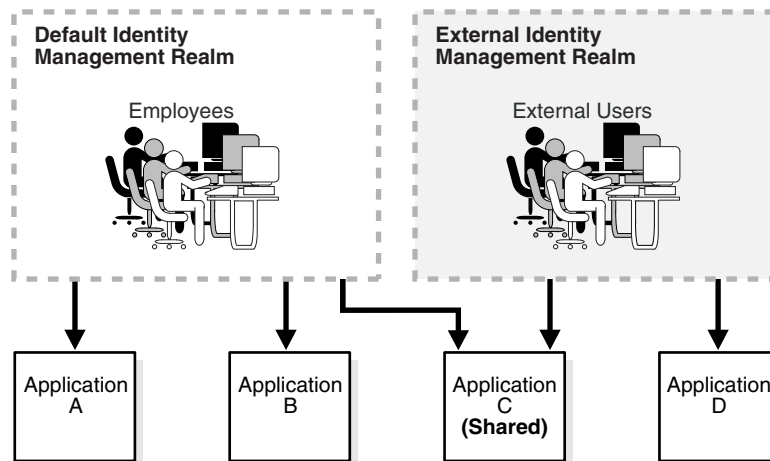 Default Identity
Management Realm
Employees
External Identity
Management Realm
External Users
Application
A
Application
B
Application
C
(Shared)
Application
D